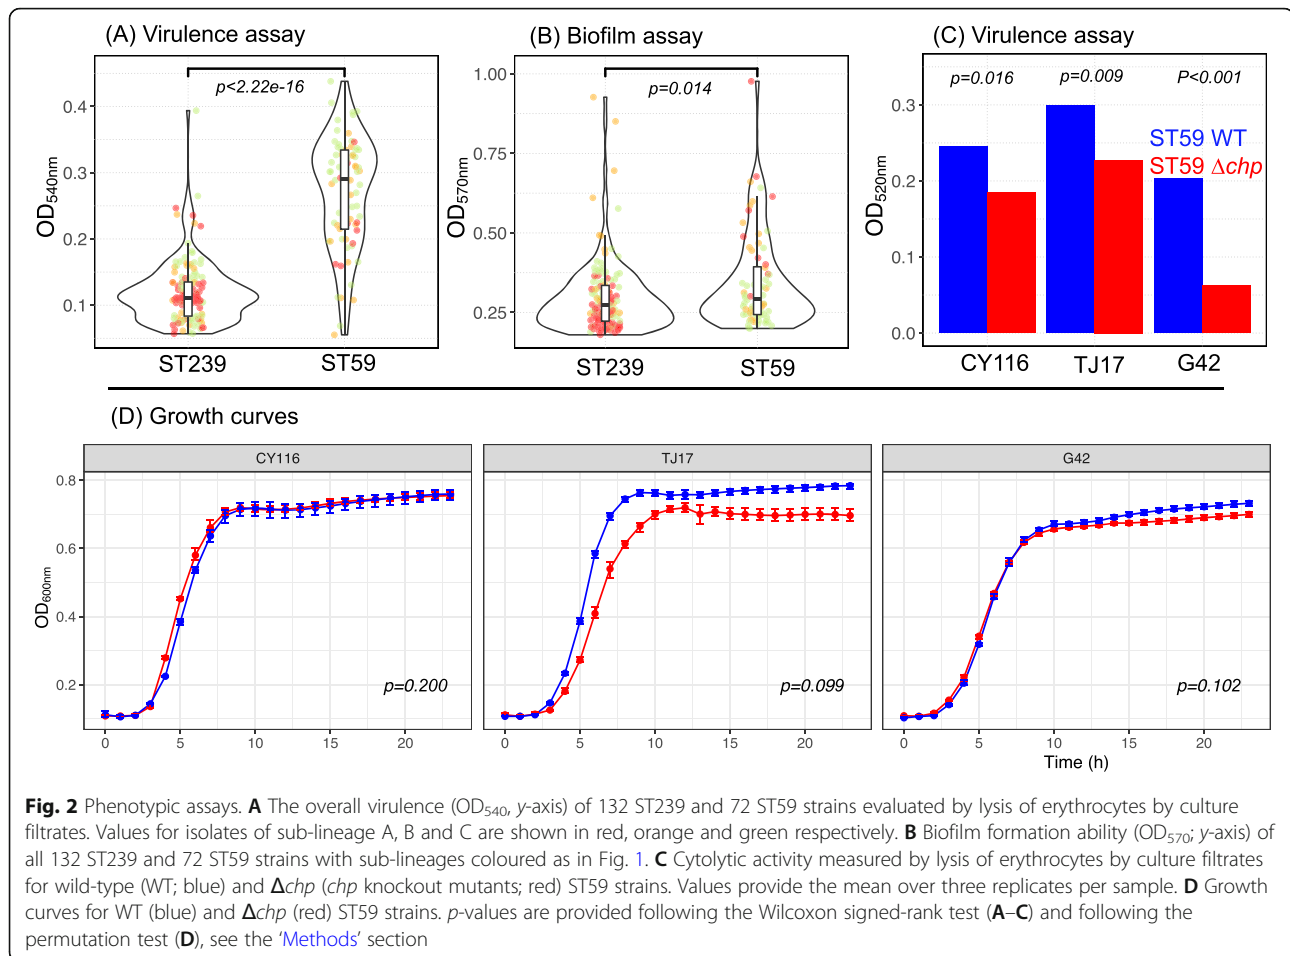 (A) Virulence assay
p<2.22e-16
OD540nm
0.4
0.3
0.2
0.1
ST239
ST59
(B) Biofilm assay
p=0.014
OD570nm
1.00
0.75
0.50
0.25
ST239
ST59
(C) Virulence assay
p=0.016
p=0.009
P<0.001
OD520nm
0.3
0.2
0.1
0.0
ST59 WT
ST59 Δchp
CY116
TJ17
G42
(D) Growth curves
CY116
TJ17
G42
OD600nm
0.8
0.6
0.4
0.2
p=0.200
p=0.099
p=0.102
0 5 10 15 20
0 5 10 15 20
0 5 10 15 20
Time (h)
Fig. 2 Phenotypic assays. A The overall virulence (OD540, y-axis) of 132 ST239 and 72 ST59 strains evaluated by lysis of erythrocytes by culture
filtrates. Values for isolates of sub-lineage A, B and C are shown in red, orange and green respectively. B Biofilm formation ability (OD570; y-axis) of
all 132 ST239 and 72 ST59 strains with sub-lineages coloured as in Fig. 1. C Cytolytic activity measured by lysis of erythrocytes by culture filtrates
for wild-type (WT; blue) and Δchp (chp knockout mutants; red) ST59 strains. Values provide the mean over three replicates per sample. D Growth
curves for WT (blue) and Δchp (red) ST59 strains. p-values are provided following the Wilcoxon signed-rank test (A–C) and following the
permutation test (D), see the ‘Methods’ section